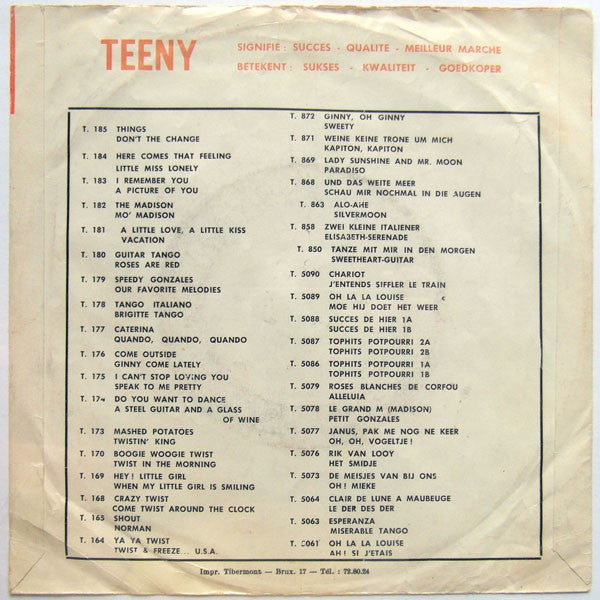 TEENY
SIGNIFIE : SUCCES - QUALITE - MEILLEUR MARCHE
BETEKENT : SUKSES - KWALITEIT - GOEDKOPER
T. 185 THINGS
DON'T THE CHANGE
T. 184 HERE COMES THAT FEELING
LITTLE MISS LONELY
T. 183 I REMEMBER YOU
A PICTURE OF YOU
T. 182 THE MADISON
MO' MADISON
T. 181 A LITTLE LOVE, A LITTLE KISS
VACATION
T. 180 GUITAR TANGO
ROSES ARE RED
T. 179 SPEEDY GONZALES
OUR FAVORITE MELODIES
T. 178 TANGO ITALIANO
BRIGITTE TANGO
T. 177 CATERINA
QUANDO, QUANDO, QUANDO
T. 176 COME OUTSIDE
GINNY COME LATELY
T. 175 I CAN'T STOP LOVING YOU
SPEAK TO ME PRETTY
T. 174 DO YOU WANT TO DANCE
A STEEL GUITAR AND A GLASS
OF WINE
T. 173 MASHED POTATOES
TWISTIN' KING
T. 170 BOOGIE WOOGIE TWIST
TWIST IN THE MORNING
T. 169 HEY! LITTLE GIRL
WHEN MY LITTLE GIRL IS SMILING
T. 168 CRAZY TWIST
COME TWIST AROUND THE CLOCK
T. 165 SHOUT
NORMAN
T. 164 YA YA TWIST
TWIST & FREEZE... U.S.A.
T. 872 GINNY, OH GINNY
SWEETY
T. 871 WEINE KEINE TRONE UM MICH
KAPITON, KAPITON
T. 869 LADY SUNSHINE AND MR. MOON
PARADISO
T. 868 UND DAS WEITE MEER
SCHAU MIR NOCHMAL IN DIE AUGEN
T. 863 ALO-AHE
SILVERMOON
T. 858 ZWEI KLEINE ITALIENER
ELISABETH-SERENADE
T. 850 TANZE MIT MIR IN DEN MORGEN
SWEETHEART-GUITAR
T. 5090 CHARIOT
J'ENTENDS SIFFLER LE TRAIN
T. 5089 OH LA LA LOUISE
MOE HIJ DOET HET WEER
T. 5088 SUCCES DE HIER 1A
SUCCES DE HIER 1B
T. 5087 TOPHITS POTPOURRI 2A
TOPHITS POTPOURRI 2B
T. 5086 TOPHITS POTPOURRI 1A
TOPHITS POTPOURRI 1B
T. 5079 ROSES BLANCHES DE CORFOU
ALLELUIA
T. 5078 LE GRAND M (MADISON)
PETIT GONZALES
T. 5077 JANUS, PAK ME NOG NE KEER
OH, OH, VOGELTJE!
T. 5076 RIK VAN LOOY
HET SMIDJE
T. 5073 DE MEISJES VAN BIJ ONS
OH! MIEKE
T. 5064 CLAIR DE LUNE A MAUBEUGE
LE DER DES DER
T. 5063 ESPERANZA
MISERABLE TANGO
T. 5061 OH LA LA LOUISE
AH! SI J'ETAIS
Impr. Tibermont — Brux. 17 — Tél. : 72.80.24